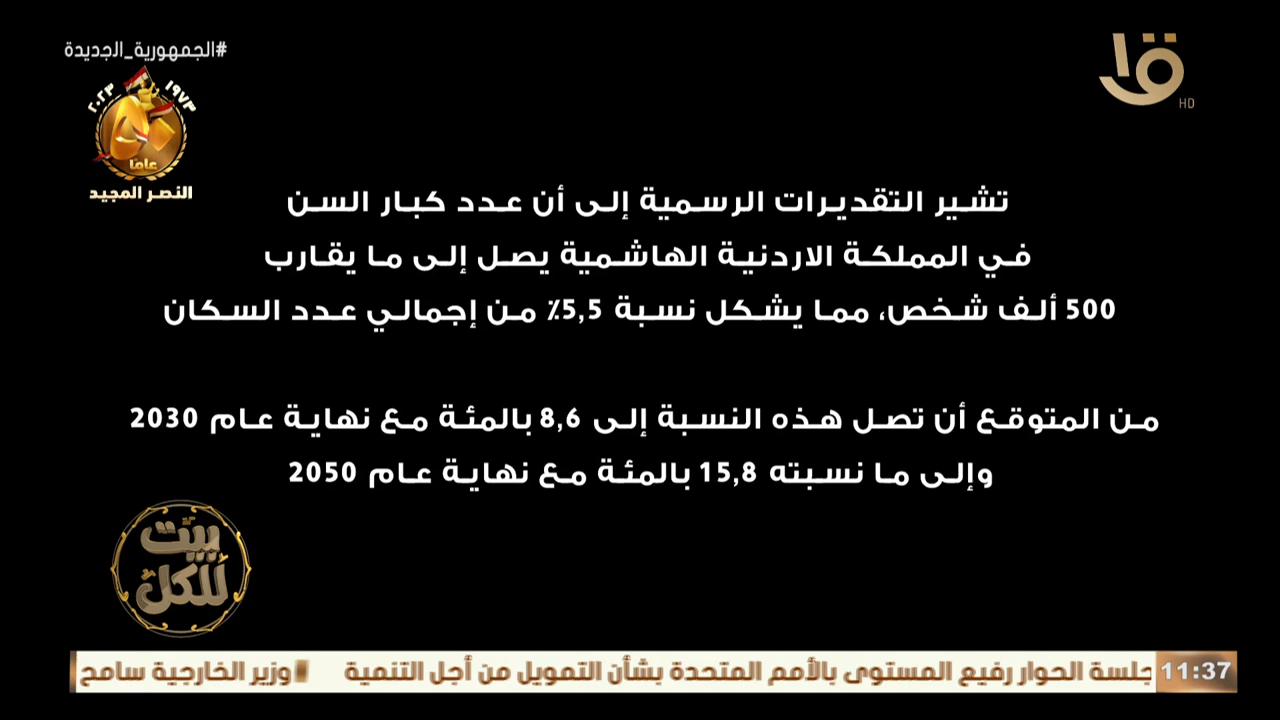 #الجمهورية_الجديدة
HD
١٩٧٣ ٢٠٢٣
٥٠
عاما
النصر المجيد
تشير التقديرات الرسمية إلى أن عدد كبار السن
في المملكة الاردنية الهاشمية يصل إلى ما يقارب
500 ألف شخص، مما يشكل نسبة 5,5٪ من إجمالي عدد السكان
من المتوقع أن تصل هذه النسبة إلى 8,6 بالمئة مع نهاية عام 2030
وإلى ما نسبته 15,8 بالمئة مع نهاية عام 2050
بيت
للكل
11:37 جلسة الحوار رفيع المستوى بالأمم المتحدة بشأن التمويل من أجل التنمية وزير الخارجية سامح